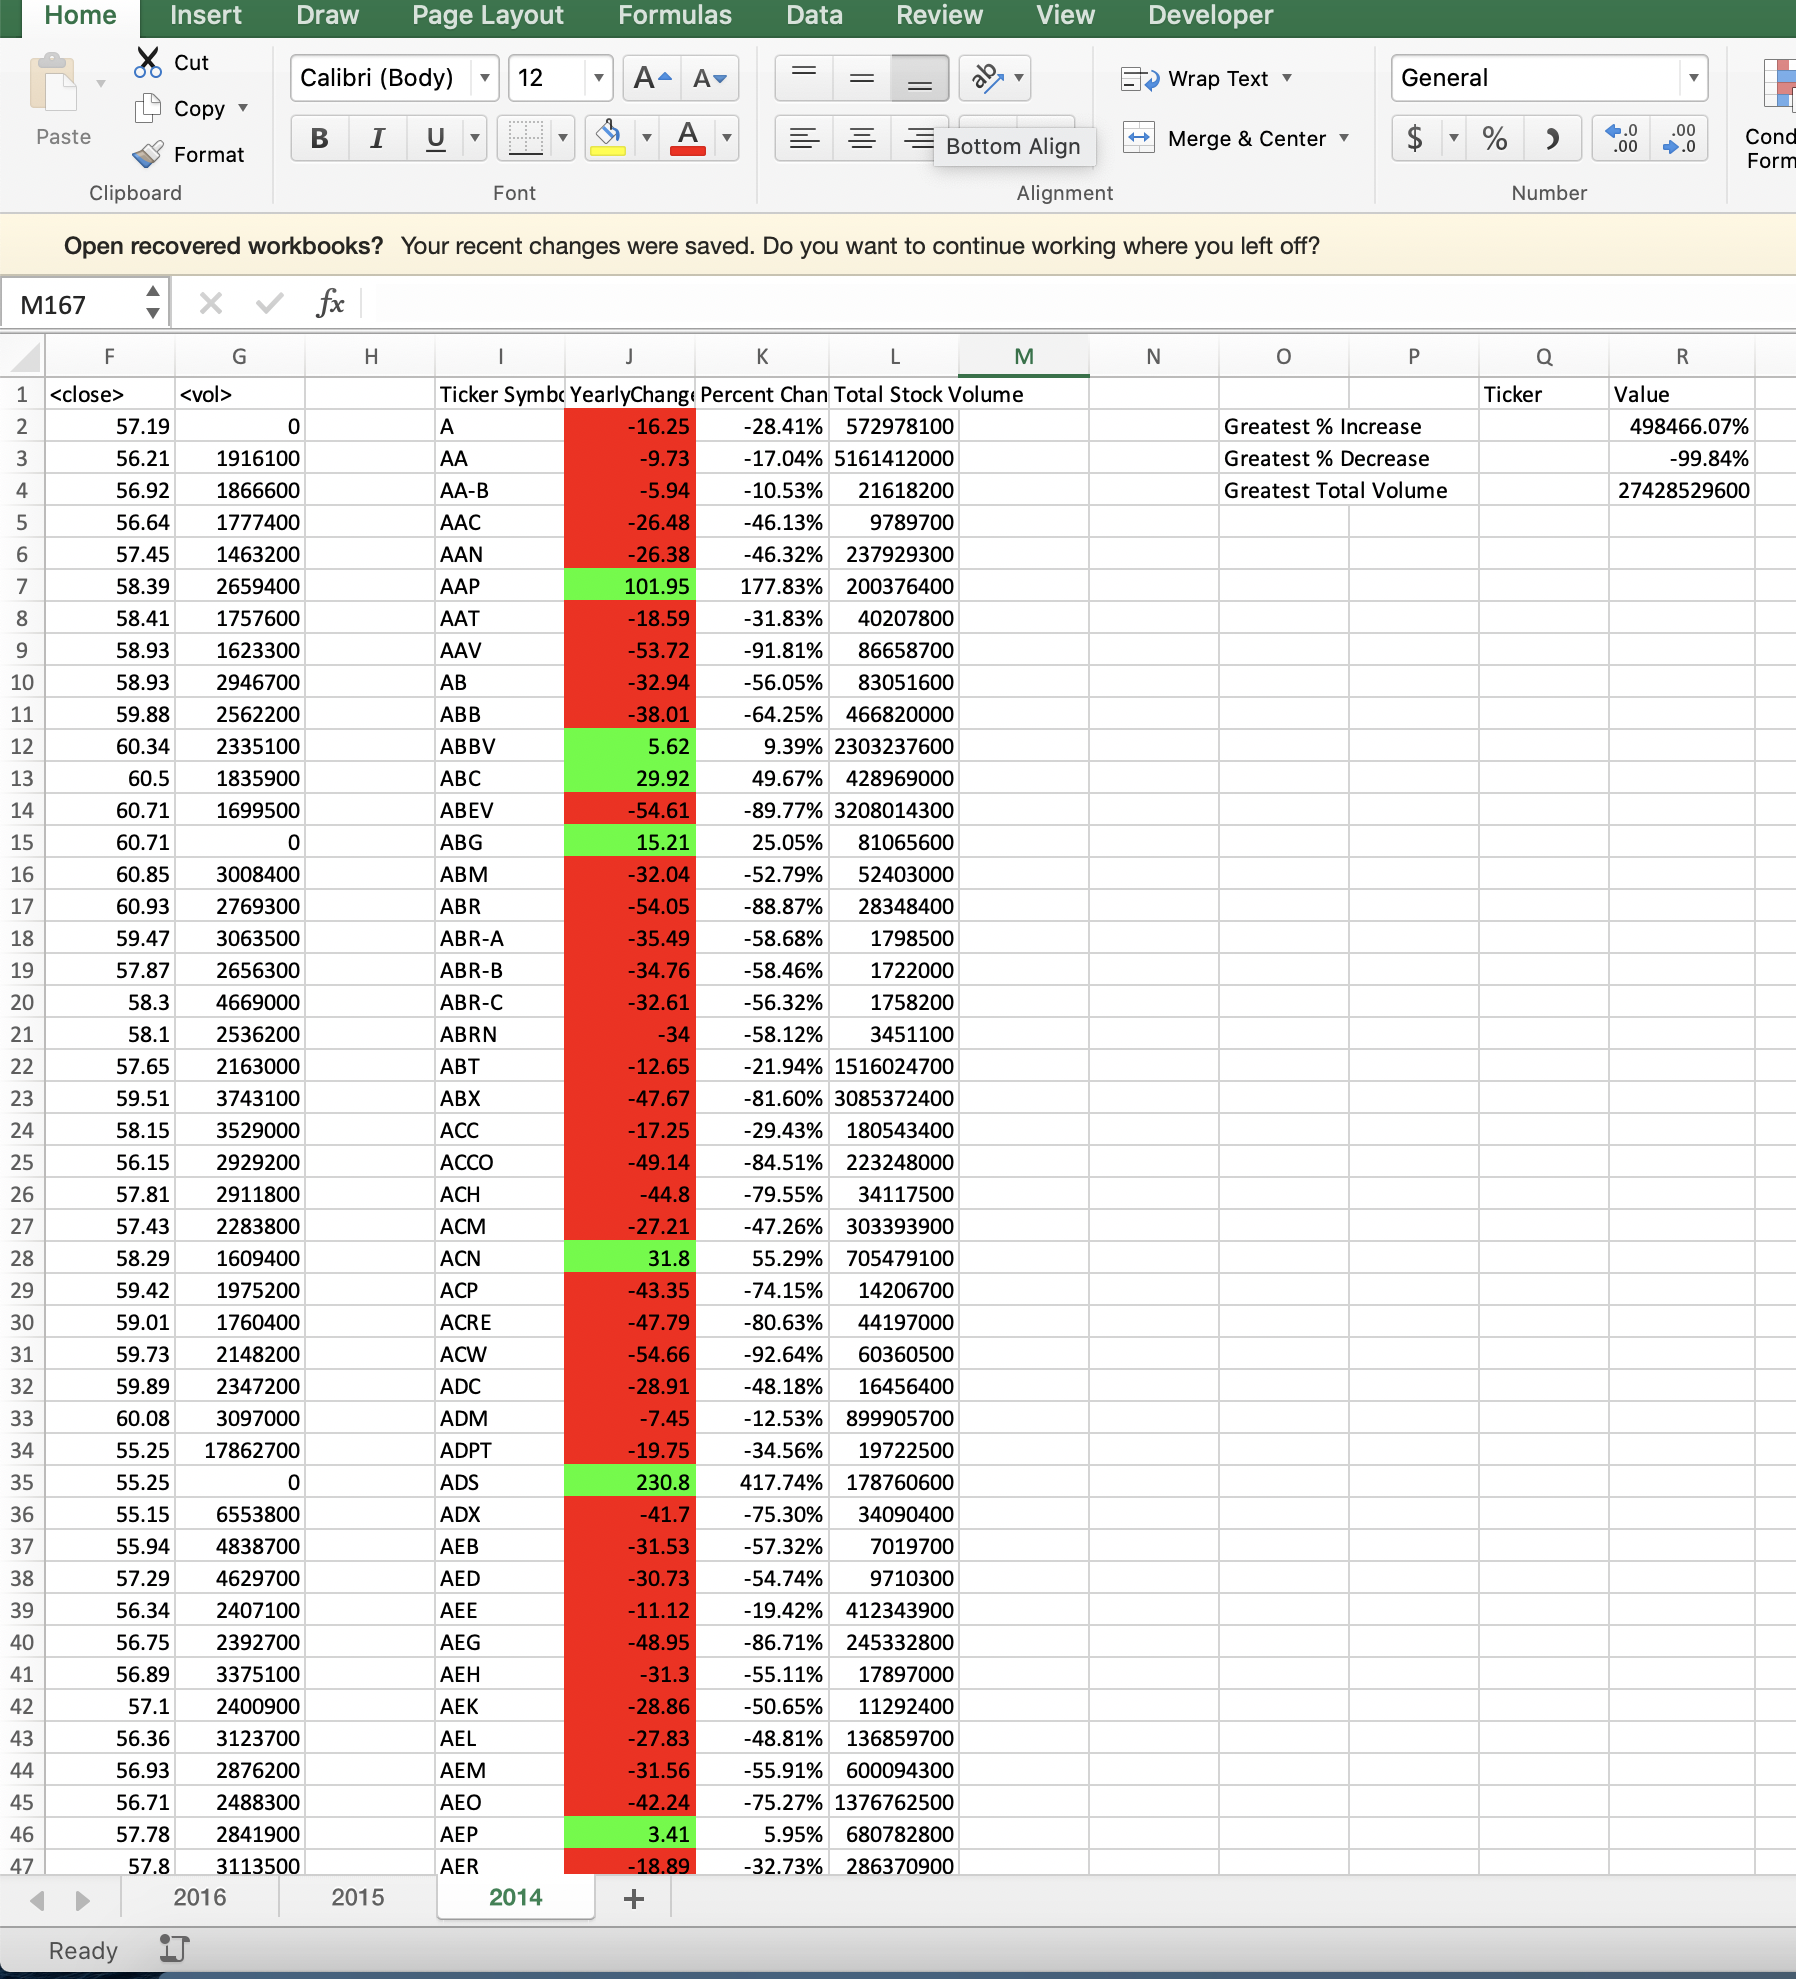 Home Insert Draw Page Layout Formulas Data Review View Developer
Cut
Copy
Format
Paste
Clipboard
Calibri (Body) 12 A A
B I U A
Font
ab
Wrap Text
Merge & Center
Bottom Align
Alignment
General
$ % .0 .00 .00 .0
Number
Cond
Form
Open recovered workbooks? Your recent changes were saved. Do you want to continue working where you left off?
M167 fx
F G H I J K L M N O P Q R
1 <close> <vol> Ticker Symbo YearlyChange Percent Chan Total Stock Volume Ticker Value
2 57.19 0 A -16.25 -28.41% 572978100 Greatest % Increase 498466.07%
3 56.21 1916100 AA -9.73 -17.04% 5161412000 Greatest % Decrease -99.84%
4 56.92 1866600 AA-B -5.94 -10.53% 21618200 Greatest Total Volume 27428529600
5 56.64 1777400 AAC -26.48 -46.13% 9789700
6 57.45 1463200 AAN -26.38 -46.32% 237929300
7 58.39 2659400 AAP 101.95 177.83% 200376400
8 58.41 1757600 AAT -18.59 -31.83% 40207800
9 58.93 1623300 AAV -53.72 -91.81% 86658700
10 58.93 2946700 AB -32.94 -56.05% 83051600
11 59.88 2562200 ABB -38.01 -64.25% 466820000
12 60.34 2335100 ABBV 5.62 9.39% 2303237600
13 60.5 1835900 ABC 29.92 49.67% 428969000
14 60.71 1699500 ABEV -54.61 -89.77% 3208014300
15 60.71 0 ABG 15.21 25.05% 81065600
16 60.85 3008400 ABM -32.04 -52.79% 52403000
17 60.93 2769300 ABR -54.05 -88.87% 28348400
18 59.47 3063500 ABR-A -35.49 -58.68% 1798500
19 57.87 2656300 ABR-B -34.76 -58.46% 1722000
20 58.3 4669000 ABR-C -32.61 -56.32% 1758200
21 58.1 2536200 ABRN -34 -58.12% 3451100
22 57.65 2163000 ABT -12.65 -21.94% 1516024700
23 59.51 3743100 ABX -47.67 -81.60% 3085372400
24 58.15 3529000 ACC -17.25 -29.43% 180543400
25 56.15 2929200 ACCO -49.14 -84.51% 223248000
26 57.81 2911800 ACH -44.8 -79.55% 34117500
27 57.43 2283800 ACM -27.21 -47.26% 303393900
28 58.29 1609400 ACN 31.8 55.29% 705479100
29 59.42 1975200 ACP -43.35 -74.15% 14206700
30 59.01 1760400 ACRE -47.79 -80.63% 44197000
31 59.73 2148200 ACW -54.66 -92.64% 60360500
32 59.89 2347200 ADC -28.91 -48.18% 16456400
33 60.08 3097000 ADM -7.45 -12.53% 899905700
34 55.25 17862700 ADPT -19.75 -34.56% 19722500
35 55.25 0 ADS 230.8 417.74% 178760600
36 55.15 6553800 ADX -41.7 -75.30% 34090400
37 55.94 4838700 AEB -31.53 -57.32% 7019700
38 57.29 4629700 AED -30.73 -54.74% 9710300
39 56.34 2407100 AEE -11.12 -19.42% 412343900
40 56.75 2392700 AEG -48.95 -86.71% 245332800
41 56.89 3375100 AEH -31.3 -55.11% 17897000
42 57.1 2400900 AEK -28.86 -50.65% 11292400
43 56.36 3123700 AEL -27.83 -48.81% 136859700
44 56.93 2876200 AEM -31.56 -55.91% 600094300
45 56.71 2488300 AEO -42.24 -75.27% 1376762500
46 57.78 2841900 AEP 3.41 5.95% 680782800
47 57.8 3113500 AER -18.89 -32.73% 286370900
2016 2015 2014 +
Ready